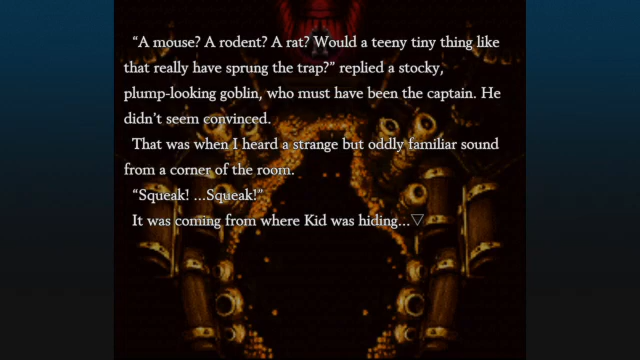 “A mouse? A rodent? A rat? Would a teeny tiny thing like
that really have sprung the trap?” replied a stocky,
plump-looking goblin, who must have been the captain. He
didn’t seem convinced.
That was when I heard a strange but oddly familiar sound
from a corner of the room.
“Squeak! ...Squeak!”
It was coming from where Kid was hiding...▽